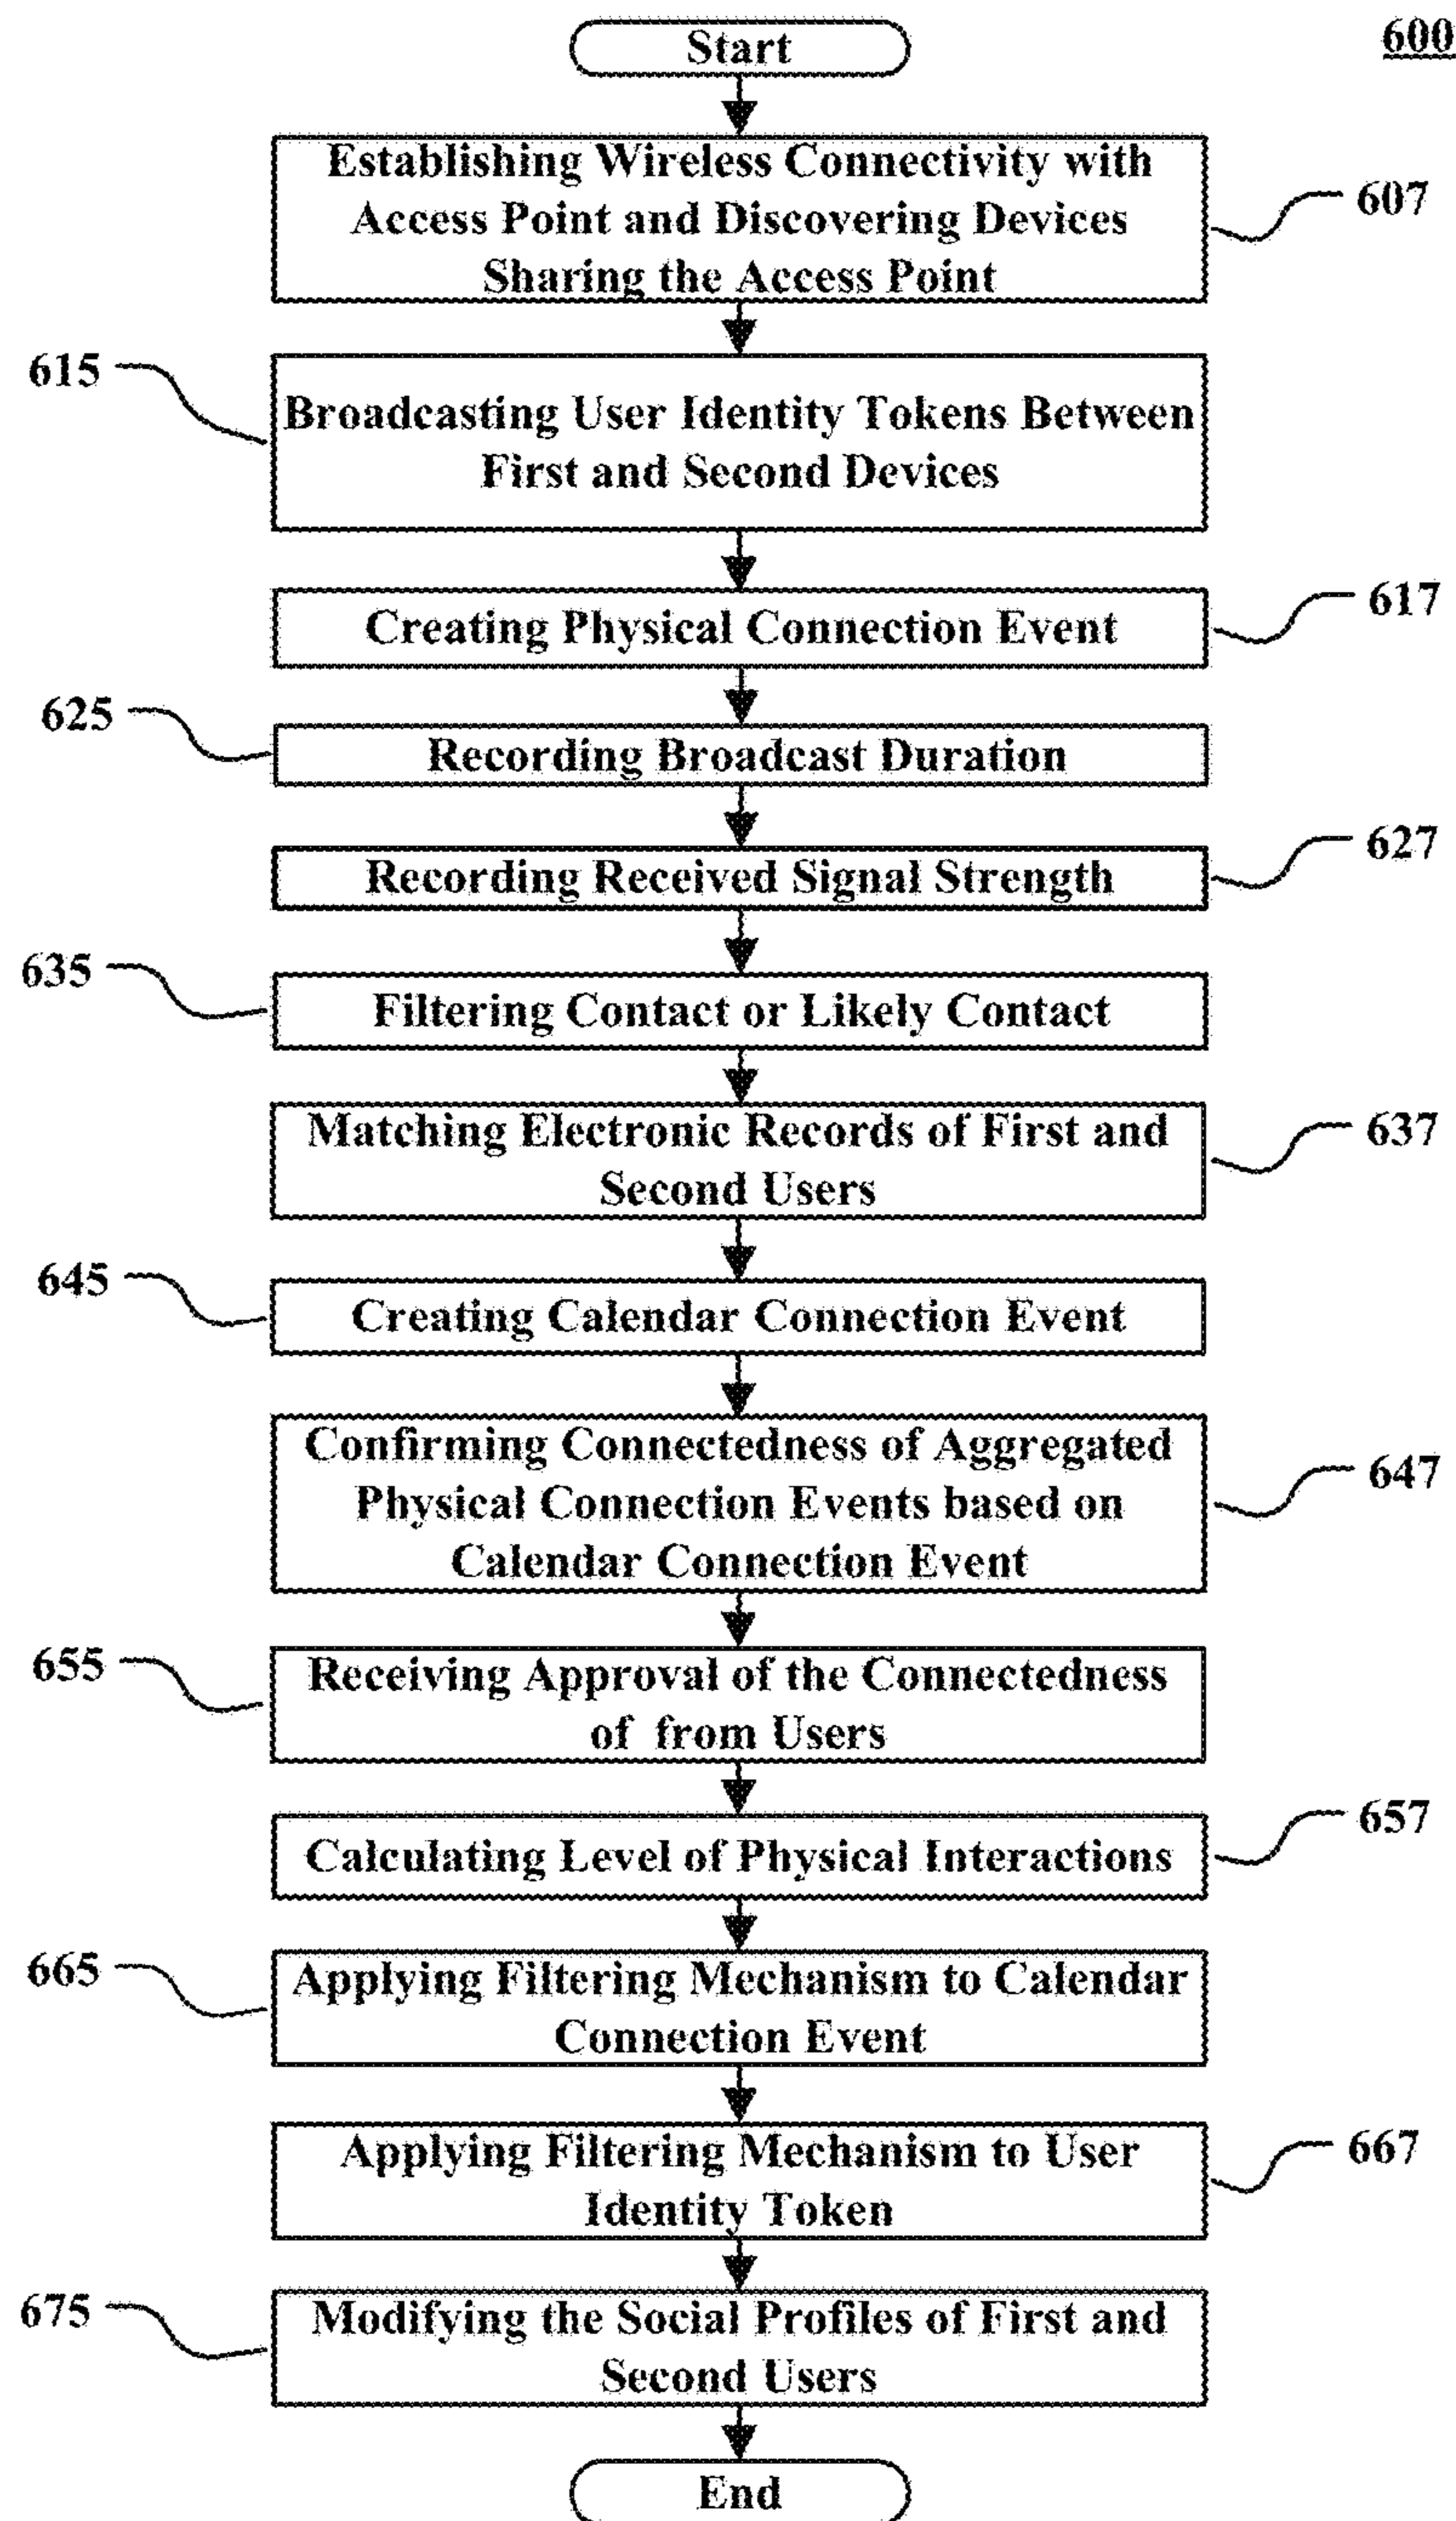 600
Start
Establishing Wireless Connectivity with
Access Point and Discovering Devices
Sharing the Access Point
607
615
Broadcasting User Identity Tokens Between
First and Second Devices
Creating Physical Connection Event
617
625
Recording Broadcast Duration
Recording Received Signal Strength
627
635
Filtering Contact or Likely Contact
Matching Electronic Records of First and
Second Users
637
645
Creating Calendar Connection Event
Confirming Connectedness of Aggregated
Physical Connection Events based on
Calendar Connection Event
647
655
Receiving Approval of the Connectedness
of from Users
Calculating Level of Physical Interactions
657
665
Applying Filtering Mechanism to Calendar
Connection Event
Applying Filtering Mechanism to User
Identity Token
667
675
Modifying the Social Profiles of First and
Second Users
End